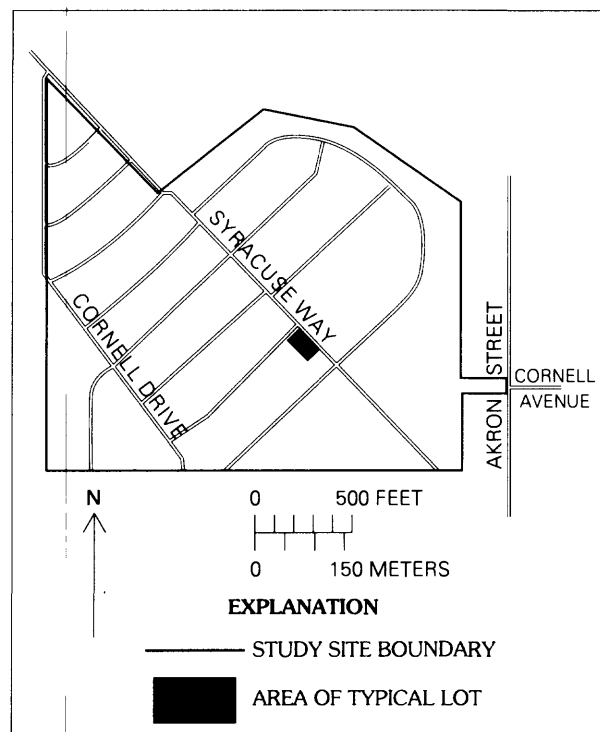 SYRACUSE WAY
CORNELL DRIVE
AKRON STREET
CORNELL
AVENUE
N
0 500 FEET
0 150 METERS
EXPLANATION
STUDY SITE BOUNDARY
AREA OF TYPICAL LOT